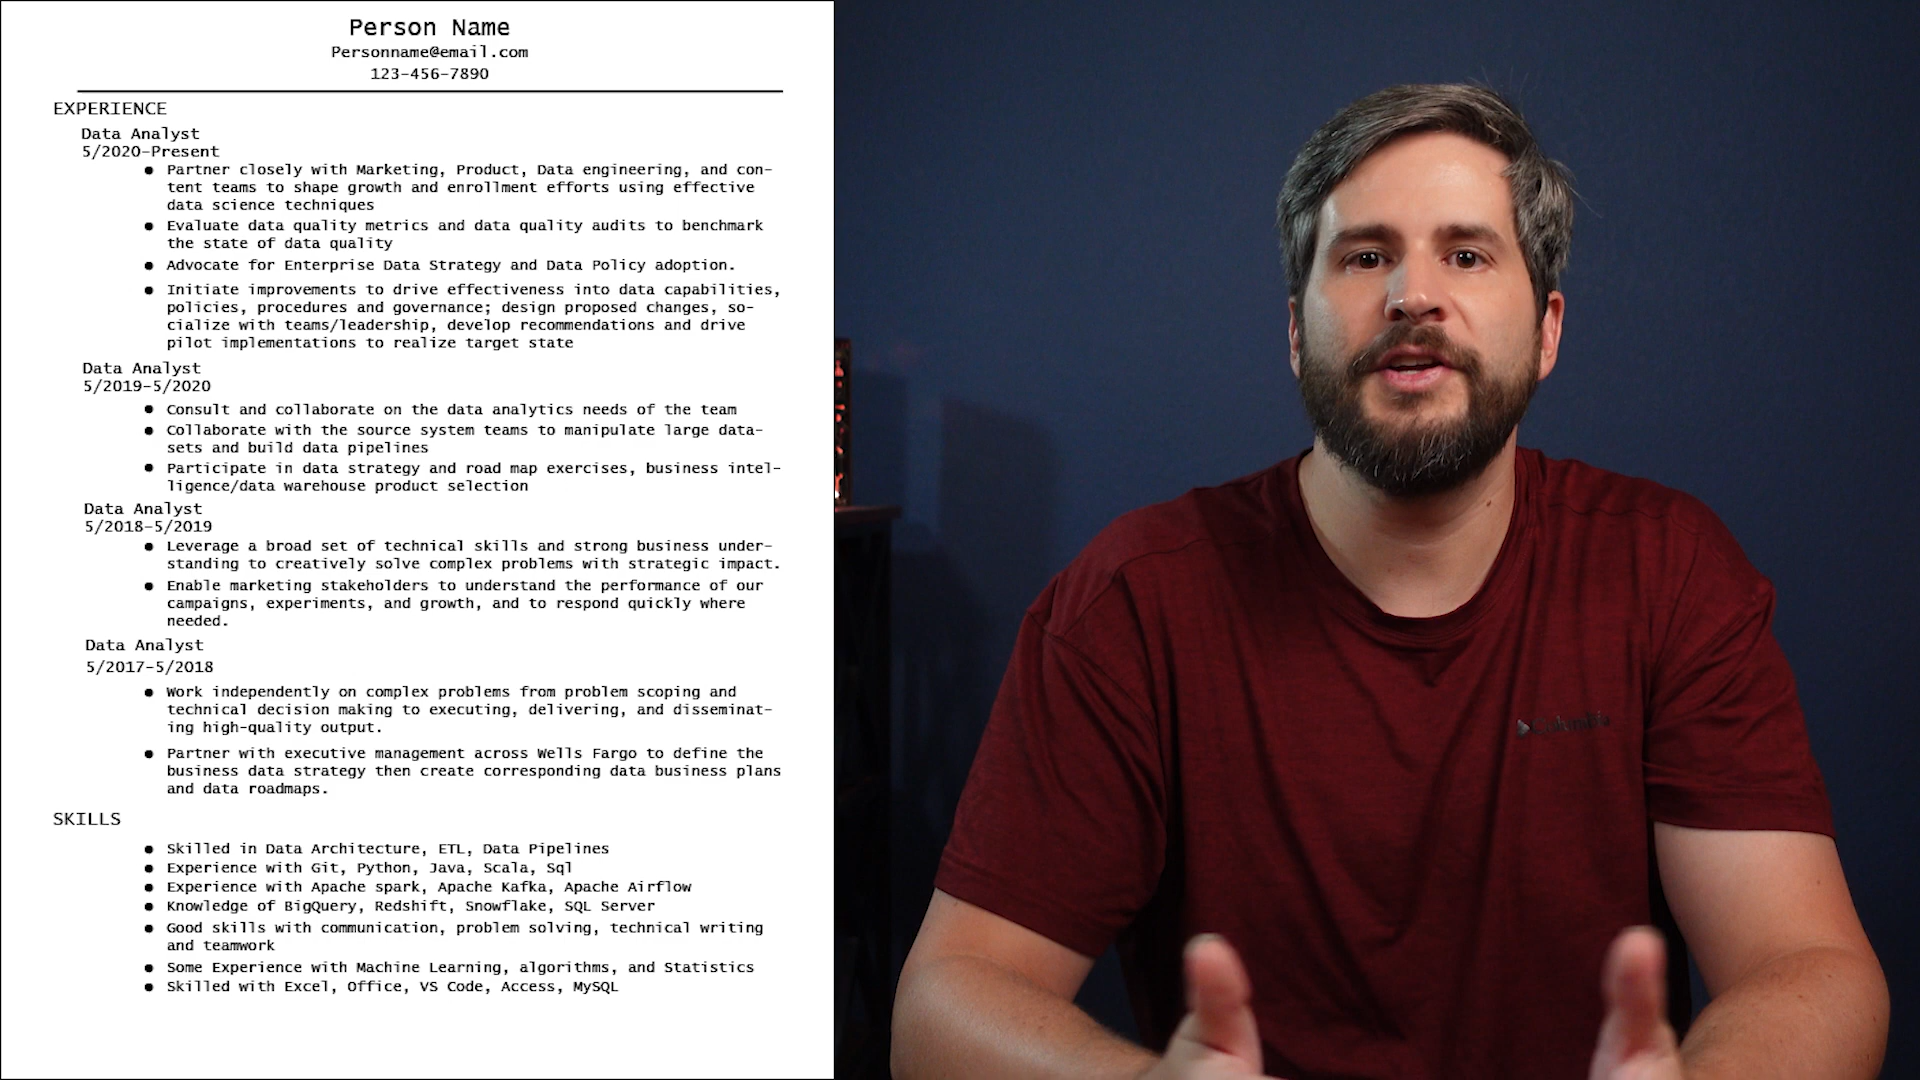 Person Name
Personname@email.com
123-456-7890
EXPERIENCE
Data Analyst
5/2020-Present
● Partner closely with Marketing, Product, Data engineering, and con-
tent teams to shape growth and enrollment efforts using effective
data science techniques
● Evaluate data quality metrics and data quality audits to benchmark
the state of data quality
● Advocate for Enterprise Data Strategy and Data Policy adoption.
● Initiate improvements to drive effectiveness into data capabilities,
policies, procedures and governance; design proposed changes, so-
cialize with teams/leadership, develop recommendations and drive
pilot implementations to realize target state
Data Analyst
5/2019-5/2020
● Consult and collaborate on the data analytics needs of the team
● Collaborate with the source system teams to manipulate large data-
sets and build data pipelines
● Participate in data strategy and road map exercises, business intel-
ligence/data warehouse product selection
Data Analyst
5/2018-5/2019
● Leverage a broad set of technical skills and strong business under-
standing to creatively solve complex problems with strategic impact.
● Enable marketing stakeholders to understand the performance of our
campaigns, experiments, and growth, and to respond quickly where
needed.
Data Analyst
5/2017-5/2018
● Work independently on complex problems from problem scoping and
technical decision making to executing, delivering, and disseminat-
ing high-quality output.
● Partner with executive management across Wells Fargo to define the
business data strategy then create corresponding data business plans
and data roadmaps.
SKILLS
● Skilled in Data Architecture, ETL, Data Pipelines
● Experience with Git, Python, Java, Scala, Sql
● Experience with Apache spark, Apache Kafka, Apache Airflow
● Knowledge of BigQuery, Redshift, Snowflake, SQL Server
● Good skills with communication, problem solving, technical writing
and teamwork
● Some Experience with Machine Learning, algorithms, and Statistics
● Skilled with Excel, Office, VS Code, Access, MySQL
Columbia